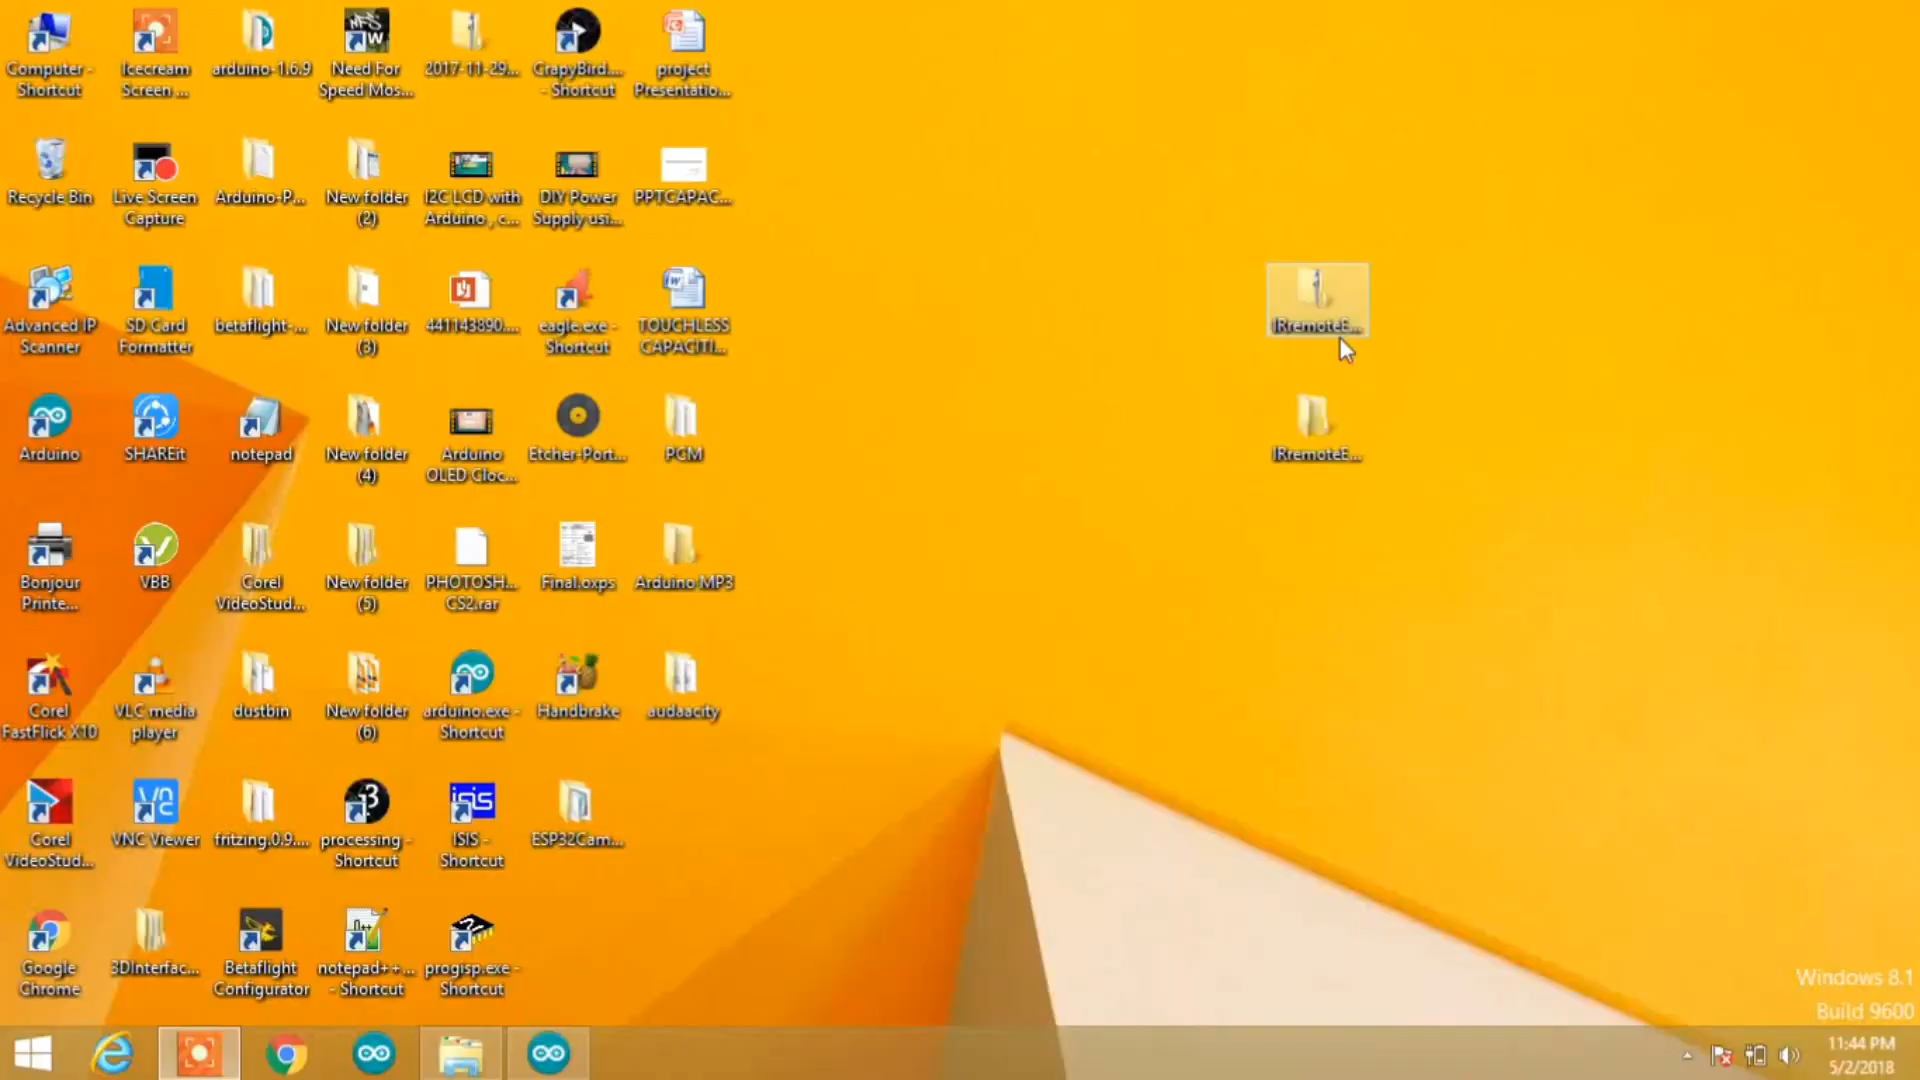 Computer -
Shortcut
Icecream
Screen ...
arduino-1.6.9
Need For
Speed Mos...
2017-11-29...
CrapyBird....
- Shortcut
project
Presentatio...
Recycle Bin
Live Screen
Capture
Arduino-P...
New folder
(2)
I2C LCD with
Arduino , c...
DIY Power
Supply usi...
PPTCAPAC...
Advanced IP
Scanner
SD Card
Formatter
betaflight-...
New folder
(3)
441143890....
eagle.exe -
Shortcut
TOUCHLESS
CAPACITI...
IRremoteE...
Arduino
SHAREit
notepad
New folder
(4)
Arduino
OLED Cloc...
Etcher-Port...
PCM
IRremoteE...
Bonjour
Printe...
VBB
Corel
VideoStud...
New folder
(5)
PHOTOSH...
CS2.rar
Final.oxps
Arduino MP3
Corel
FastFlick X10
VLC media
player
dustbin
New folder
(6)
arduino.exe -
Shortcut
Handbrake
audaacity
Corel
VideoStud...
VNC Viewer
fritzing.0.9....
processing -
Shortcut
ISIS -
Shortcut
ESP32Cam...
Google
Chrome
3DInterfac...
Betaflight
Configurator
notepad++...
- Shortcut
progisp.exe -
Shortcut
Windows 8.1
Build 9600
11:44 PM
5/2/2018